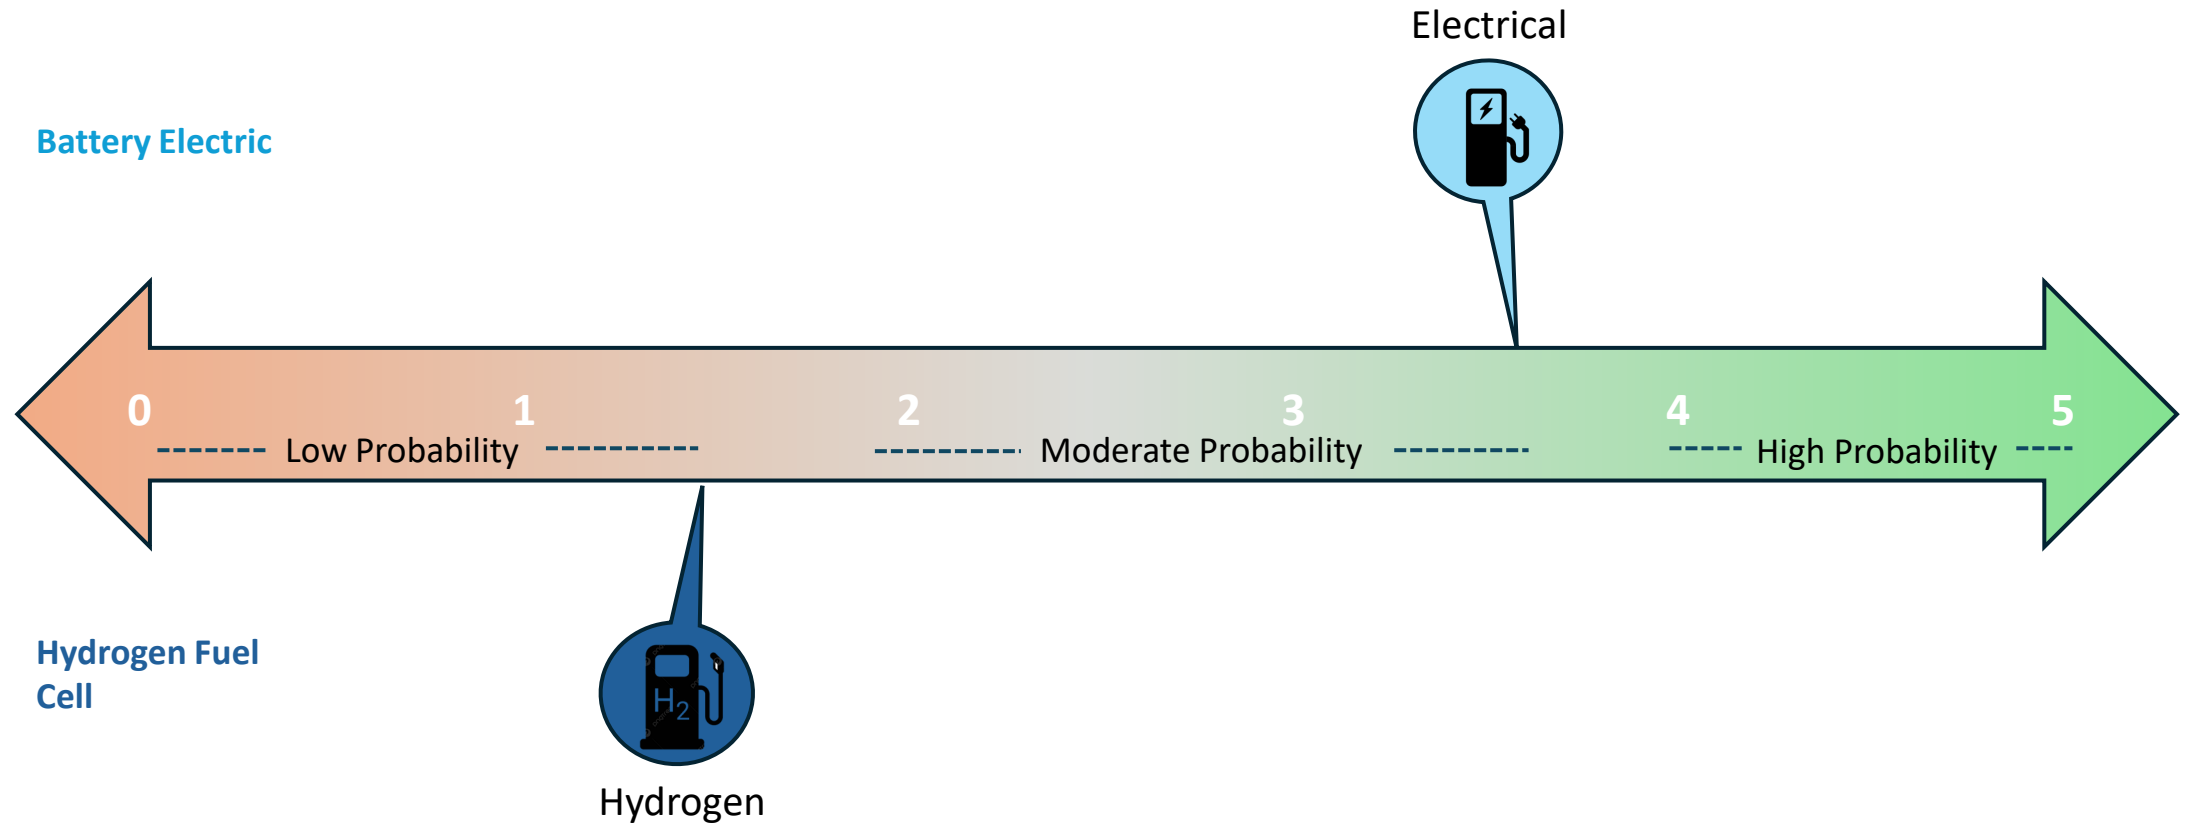 Electrical
Battery Electric
0 1 2 3 4 5
Low Probability Moderate Probability High Probability
Hydrogen Fuel
Cell
H2
Hydrogen